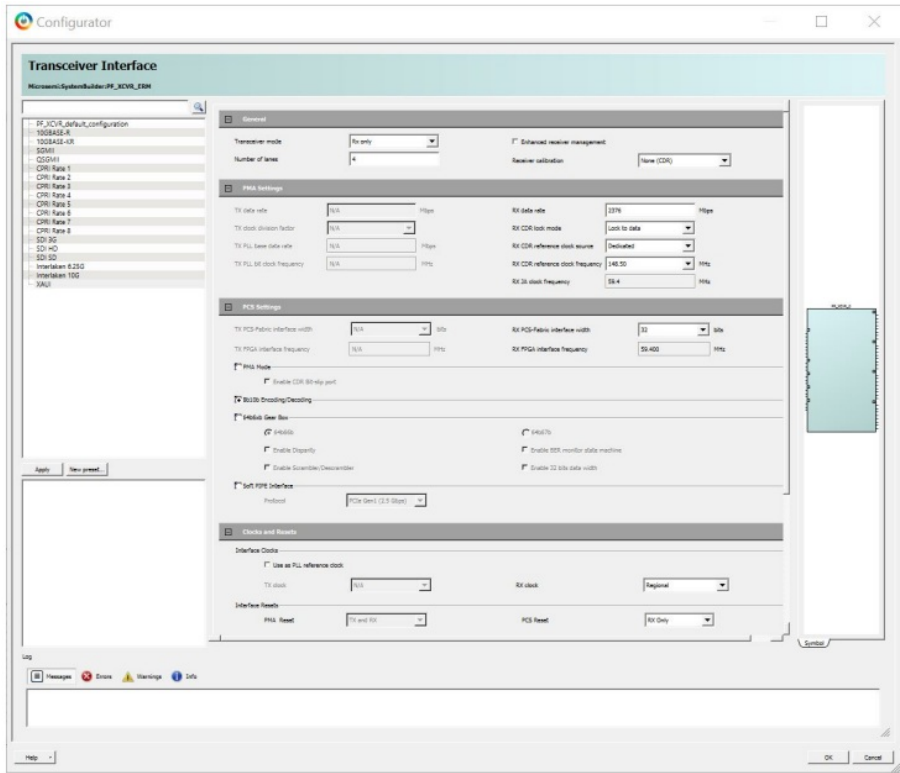 Configurator
Transceiver Interface
Microsemi:SystemBuilder:PF_XCVR_ERM
PF_XCVR_default_configuration
10GBASE-R
10GBASE-KR
SGMII
QSGMII
CPRI Rate 1
CPRI Rate 2
CPRI Rate 3
CPRI Rate 4
CPRI Rate 5
CPRI Rate 6
CPRI Rate 7
CPRI Rate 8
SDI 3G
SDI HD
SDI SD
Interlaken 6.25G
Interlaken 10G
XAUI
Apply New preset...
General
Transceiver mode Rx only Enhanced receiver management
Number of lanes 4 Receiver calibration None (CDR)
PMA Settings
TX data rate N/A Mbps RX data rate 2376 Mbps
TX clock division factor N/A RX CDR lock mode Lock to data
TX PLL base data rate N/A Mbps RX CDR reference clock source Dedicated
TX PLL bit clock frequency N/A MHz RX CDR reference clock frequency 148.50 MHz
RX JA clock frequency 59.4 MHz
PCS Settings
TX PCS-Fabric interface width N/A bits RX PCS-Fabric interface width 32 bits
TX FPGA interface frequency N/A MHz RX FPGA interface frequency 59.400 MHz
PMA Mode
Enable CDR Bit-slip port
8b10b Encoding/Decoding
64b6xb Gear Box
64b66b 64b67b
Enable Disparity Enable BER monitor state machine
Enable Scrambler/Descrambler Enable 32 bits data width
Soft PIPE Interface
Protocol PCIe Gen1 (2.5 Gbps)
Clocks and Resets
Interface Clocks
Use as PLL reference clock
TX clock N/A RX clock Regional
Interface Resets
PMA Reset TX and RX PCS Reset RX Only
Symbol
Log
Messages Errors Warnings Info
Help OK Cancel